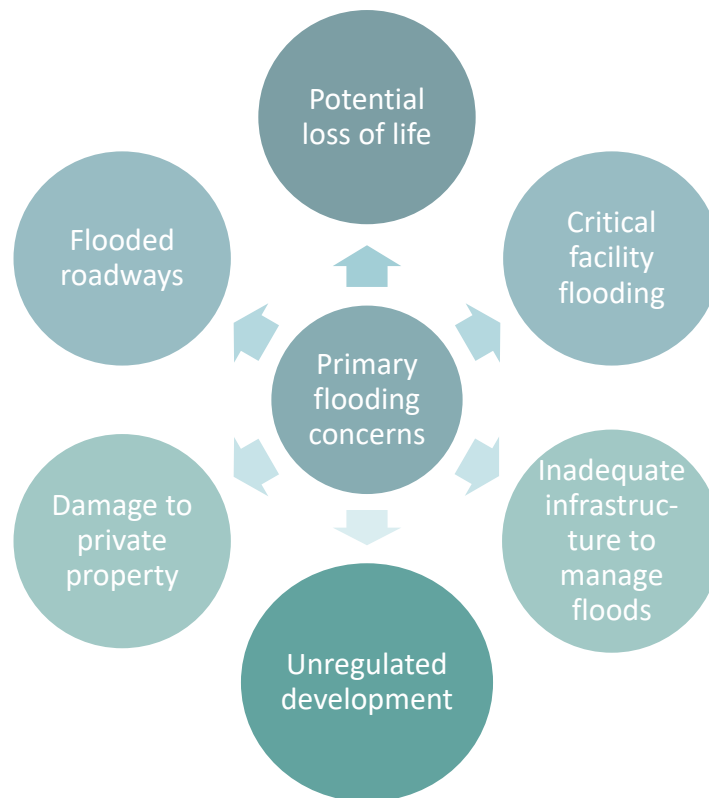 Potential
loss of life
Flooded
roadways
Critical
facility
flooding
Primary
flooding
concerns
Damage to
private
property
Inadequate
infrastruc-
ture to
manage
floods
Unregulated
development